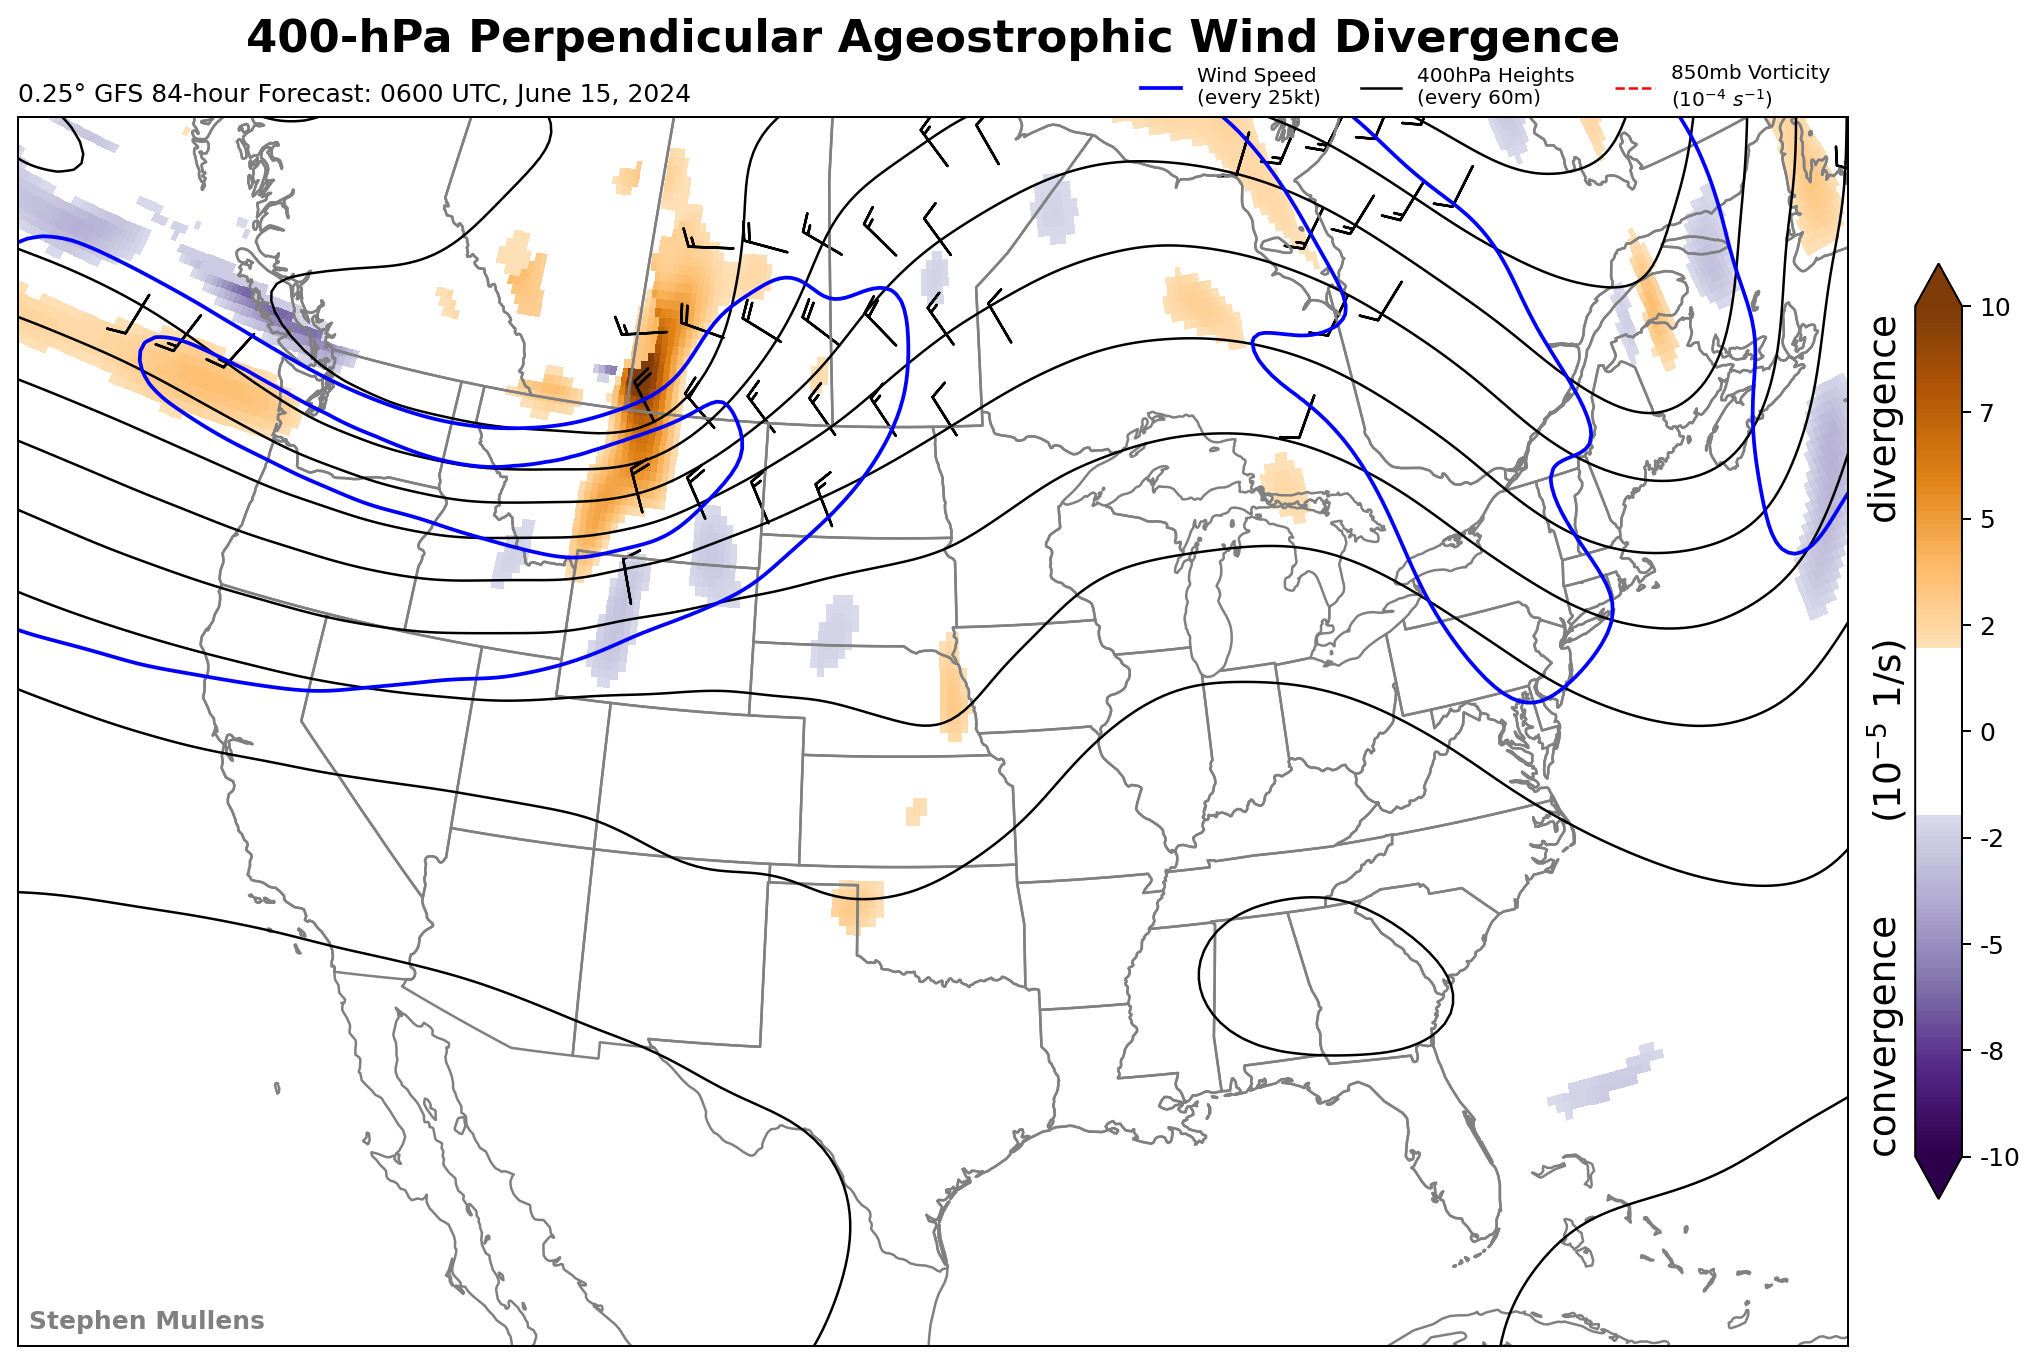 400-hPa Perpendicular Ageostrophic Wind Divergence
0.25° GFS 84-hour Forecast: 0600 UTC, June 15, 2024
Wind Speed
(every 25kt)
400hPa Heights
(every 60m)
850mb Vorticity
(10⁻⁴ s⁻¹)
10
7
5
2
0
-2
-5
-8
-10
convergence (10⁻⁵ 1/s) divergence
Stephen Mullens